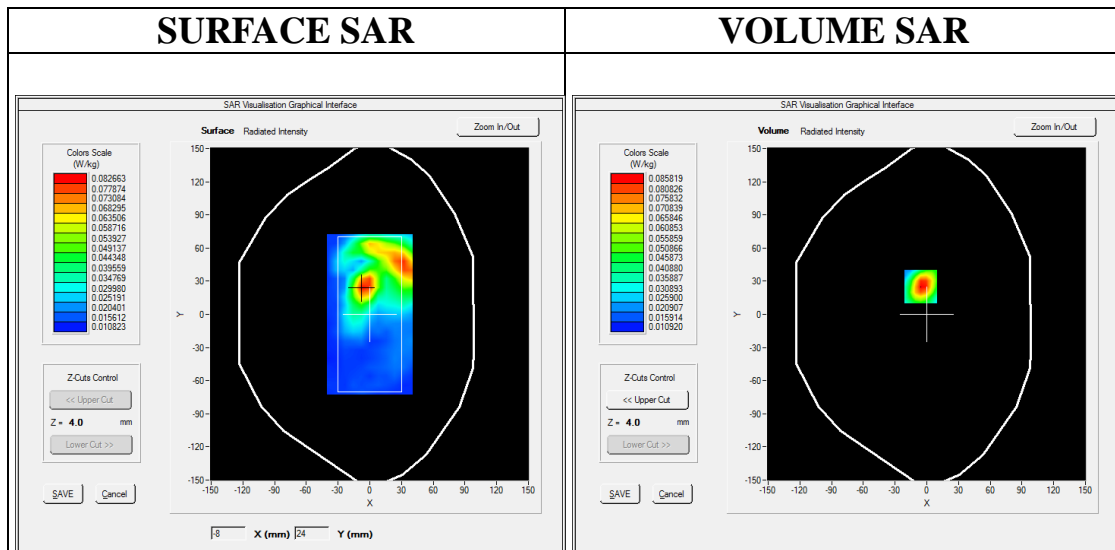 SURFACE SAR
VOLUME SAR
SAR Visualisation Graphical Interface
Surface Radiated Intensity
Zoom In/Out
Colors Scale
(W/kg)
0.082663
0.077874
0.073084
0.068295
0.063506
0.058716
0.053927
0.049137
0.044348
0.039559
0.034769
0.029980
0.025191
0.020401
0.015612
0.010823
Z-Cuts Control
<< Upper Cut
Z = 4.0 mm
Lower Cut >>
SAVE Cancel
150
120
90
60
30
0
-30
-60
-90
-120
-150
Y
-150 -120 -90 -60 -30 0 30 60 90 120 150
X
-8 X (mm) 24 Y (mm)
SAR Visualisation Graphical Interface
Volume Radiated Intensity
Zoom In/Out
Colors Scale
(W/kg)
0.085819
0.080826
0.075832
0.070839
0.065846
0.060853
0.055859
0.050866
0.045873
0.040880
0.035887
0.030893
0.025900
0.020907
0.015914
0.010920
Z-Cuts Control
<< Upper Cut
Z = 4.0 mm
Lower Cut >>
SAVE Cancel
150
120
90
60
30
0
-30
-60
-90
-120
-150
Y
-150 -120 -90 -60 -30 0 30 60 90 120 150
X